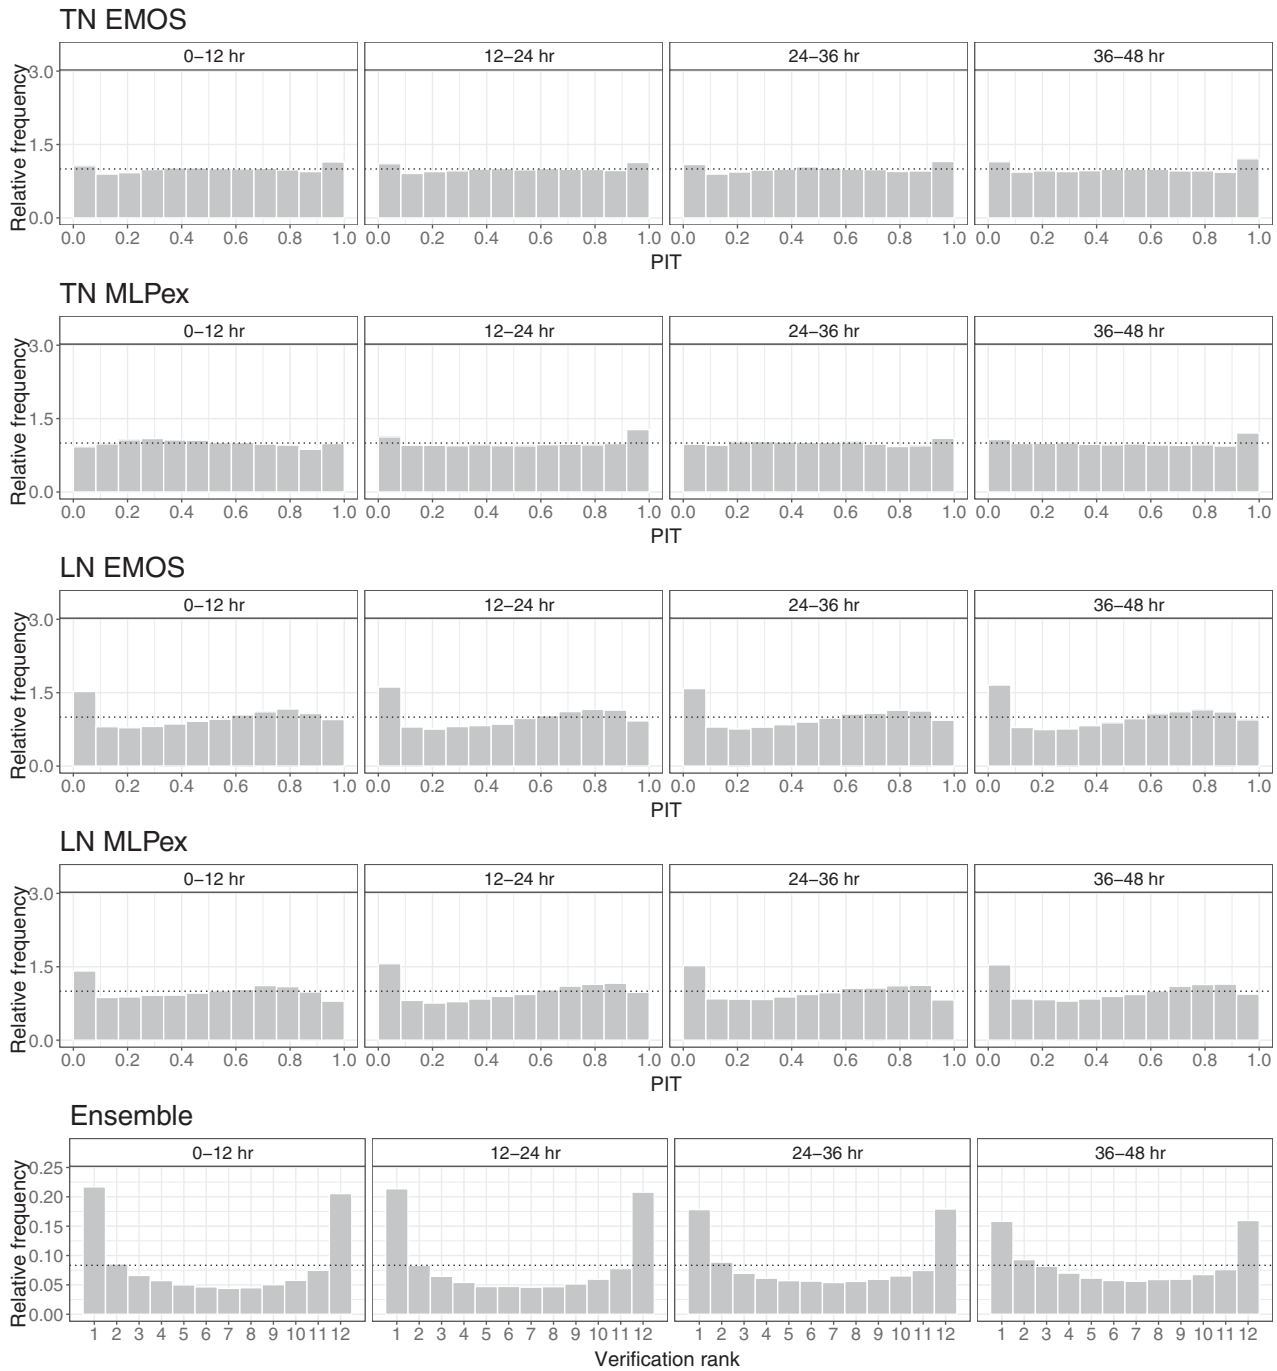 TN EMOS
0–12 hr 12–24 hr 24–36 hr 36–48 hr
Relative frequency
3.0
1.5
0.0
0.0 0.2 0.4 0.6 0.8 1.0 0.0 0.2 0.4 0.6 0.8 1.0 0.0 0.2 0.4 0.6 0.8 1.0 0.0 0.2 0.4 0.6 0.8 1.0
PIT
TN MLPex
0–12 hr 12–24 hr 24–36 hr 36–48 hr
Relative frequency
3.0
1.5
0.0
0.0 0.2 0.4 0.6 0.8 1.0 0.0 0.2 0.4 0.6 0.8 1.0 0.0 0.2 0.4 0.6 0.8 1.0 0.0 0.2 0.4 0.6 0.8 1.0
PIT
LN EMOS
0–12 hr 12–24 hr 24–36 hr 36–48 hr
Relative frequency
3.0
1.5
0.0
0.0 0.2 0.4 0.6 0.8 1.0 0.0 0.2 0.4 0.6 0.8 1.0 0.0 0.2 0.4 0.6 0.8 1.0 0.0 0.2 0.4 0.6 0.8 1.0
PIT
LN MLPex
0–12 hr 12–24 hr 24–36 hr 36–48 hr
Relative frequency
3.0
1.5
0.0
0.0 0.2 0.4 0.6 0.8 1.0 0.0 0.2 0.4 0.6 0.8 1.0 0.0 0.2 0.4 0.6 0.8 1.0 0.0 0.2 0.4 0.6 0.8 1.0
PIT
Ensemble
0–12 hr 12–24 hr 24–36 hr 36–48 hr
Relative frequency
0.25
0.20
0.15
0.10
0.05
0.00
1 2 3 4 5 6 7 8 9 10 11 12 1 2 3 4 5 6 7 8 9 10 11 12 1 2 3 4 5 6 7 8 9 10 11 12 1 2 3 4 5 6 7 8 9 10 11 12
Verification rank